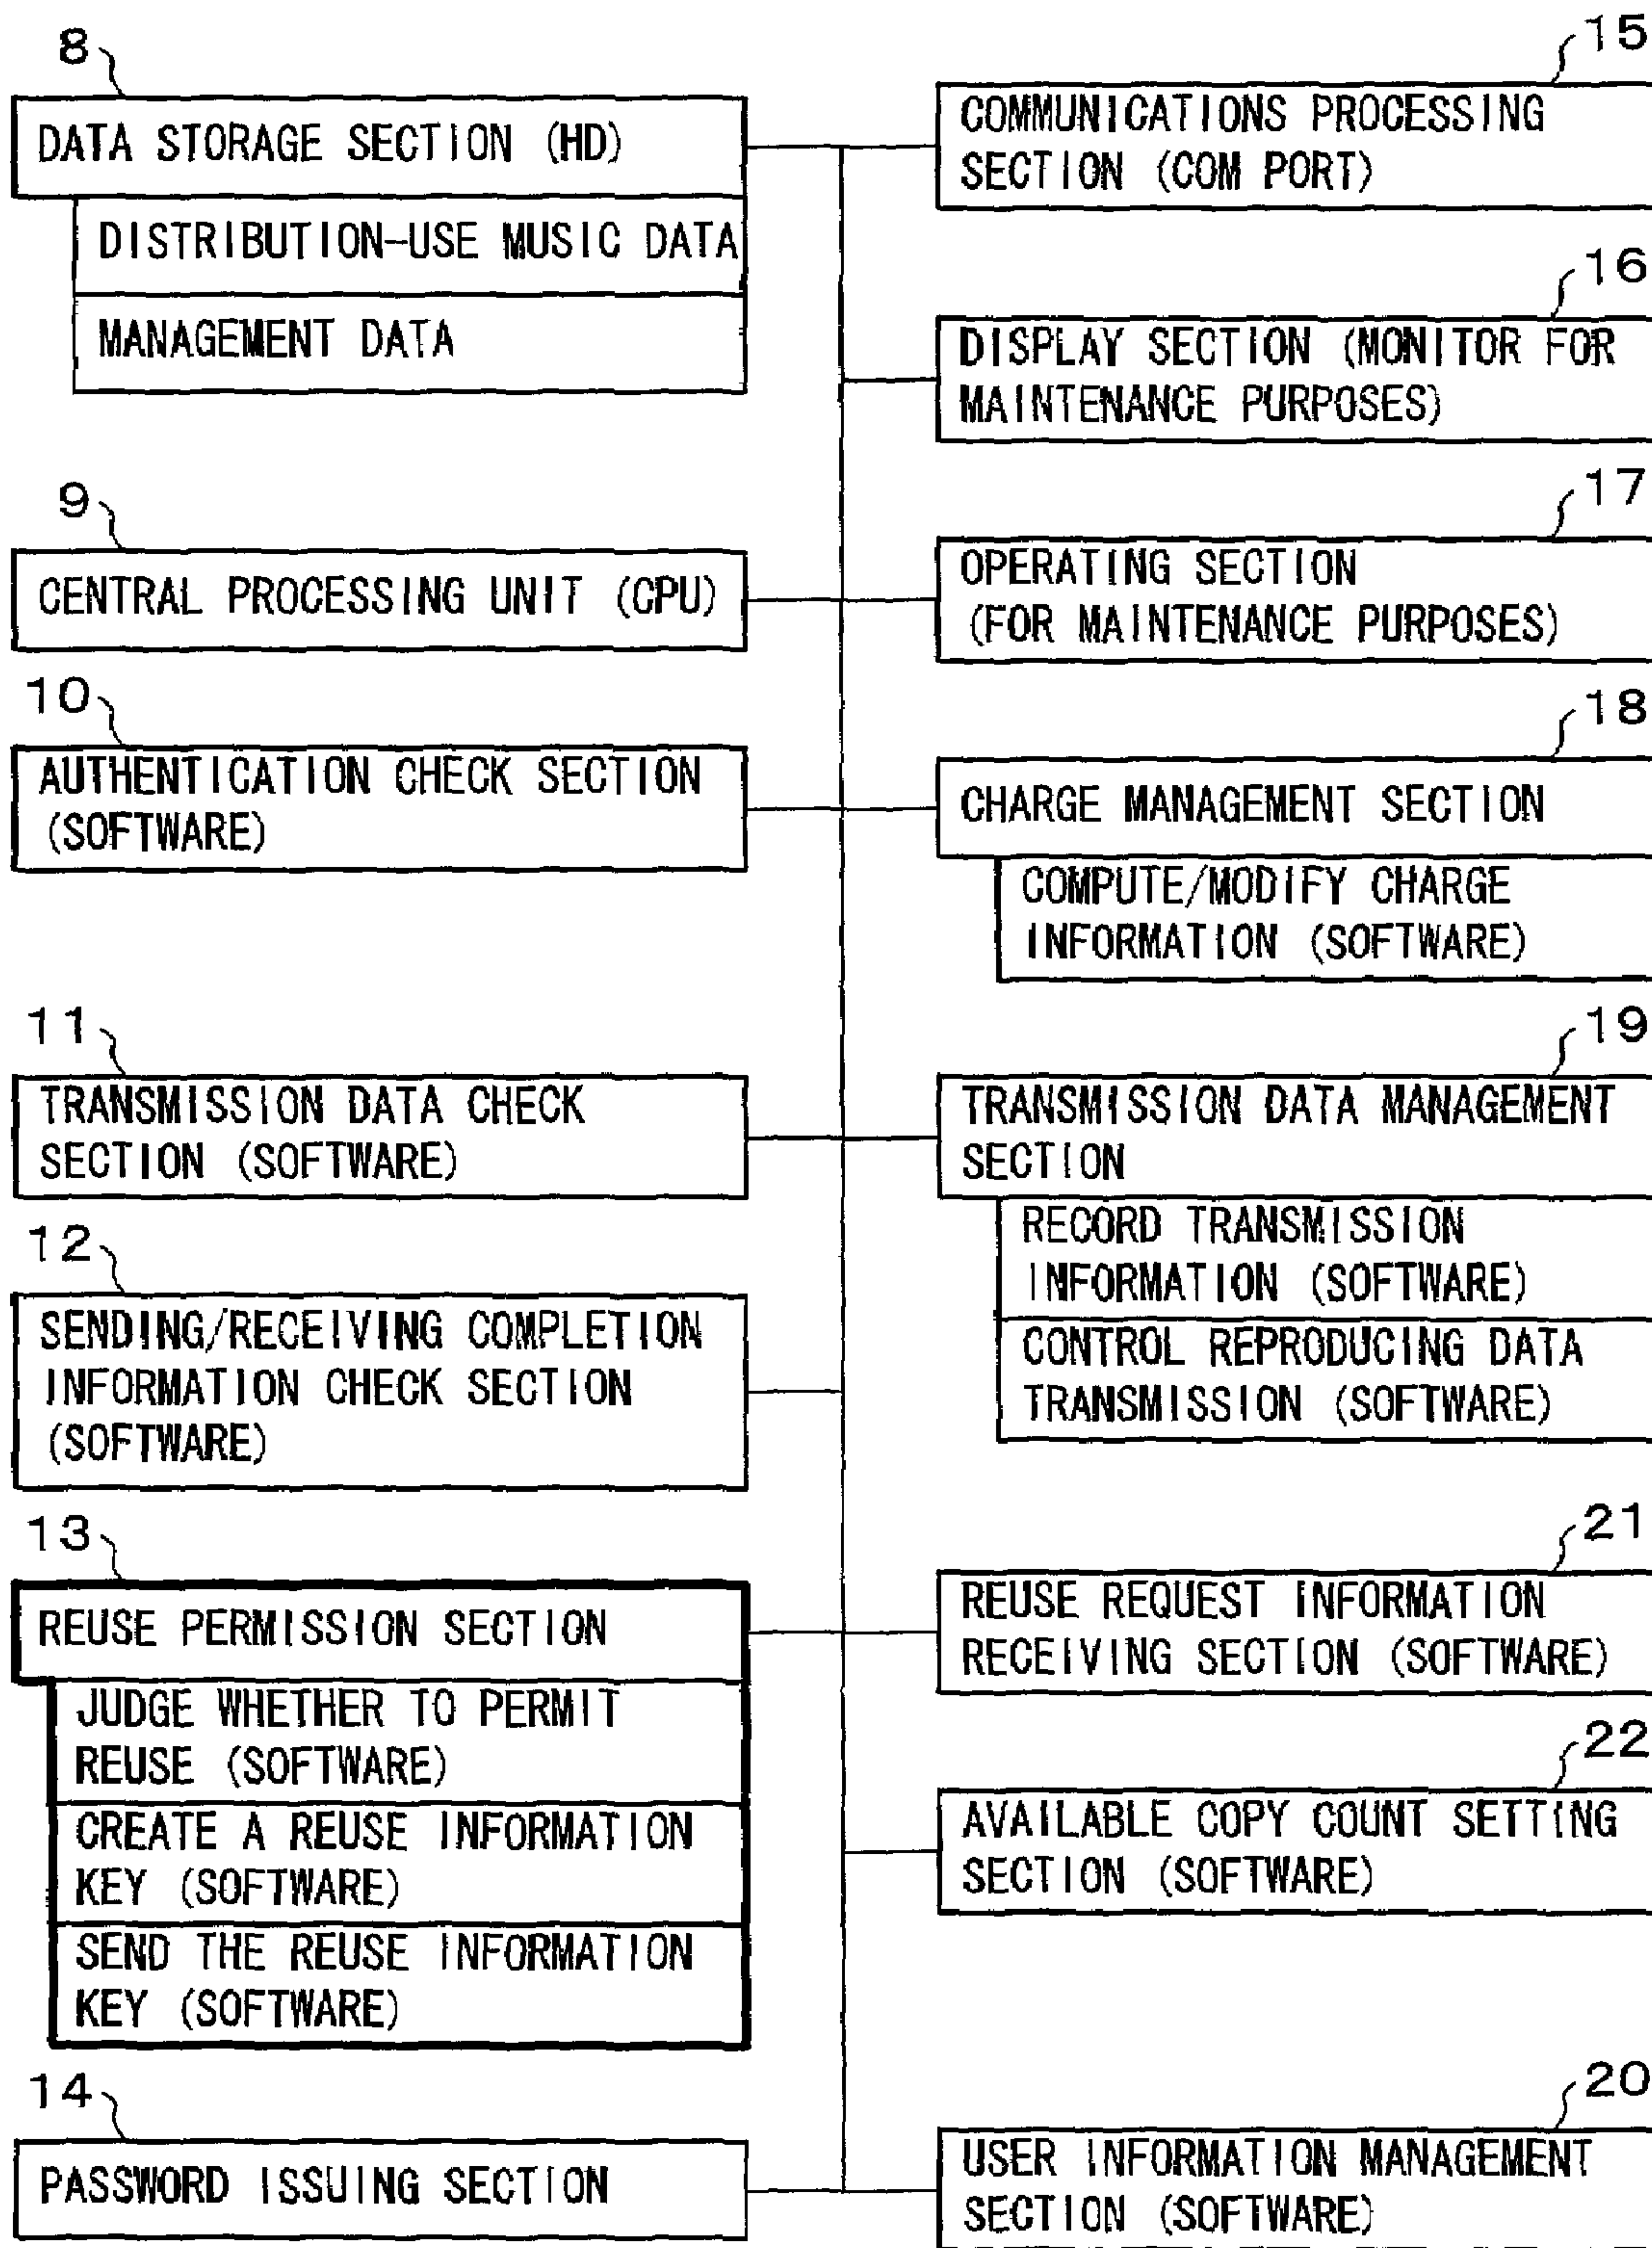 8
DATA STORAGE SECTION (HD)
DISTRIBUTION-USE MUSIC DATA
MANAGEMENT DATA
9
CENTRAL PROCESSING UNIT (CPU)
10
AUTHENTICATION CHECK SECTION
(SOFTWARE)
11
TRANSMISSION DATA CHECK
SECTION (SOFTWARE)
12
SENDING/RECEIVING COMPLETION
INFORMATION CHECK SECTION
(SOFTWARE)
13
REUSE PERMISSION SECTION
JUDGE WHETHER TO PERMIT
REUSE (SOFTWARE)
CREATE A REUSE INFORMATION
KEY (SOFTWARE)
SEND THE REUSE INFORMATION
KEY (SOFTWARE)
14
PASSWORD ISSUING SECTION
15
COMMUNICATIONS PROCESSING
SECTION (COM PORT)
16
DISPLAY SECTION (MONITOR FOR
MAINTENANCE PURPOSES)
17
OPERATING SECTION
(FOR MAINTENANCE PURPOSES)
18
CHARGE MANAGEMENT SECTION
COMPUTE/MODIFY CHARGE
INFORMATION (SOFTWARE)
19
TRANSMISSION DATA MANAGEMENT
SECTION
RECORD TRANSMISSION
INFORMATION (SOFTWARE)
CONTROL REPRODUCING DATA
TRANSMISSION (SOFTWARE)
21
REUSE REQUEST INFORMATION
RECEIVING SECTION (SOFTWARE)
22
AVAILABLE COPY COUNT SETTING
SECTION (SOFTWARE)
20
USER INFORMATION MANAGEMENT
SECTION (SOFTWARE)